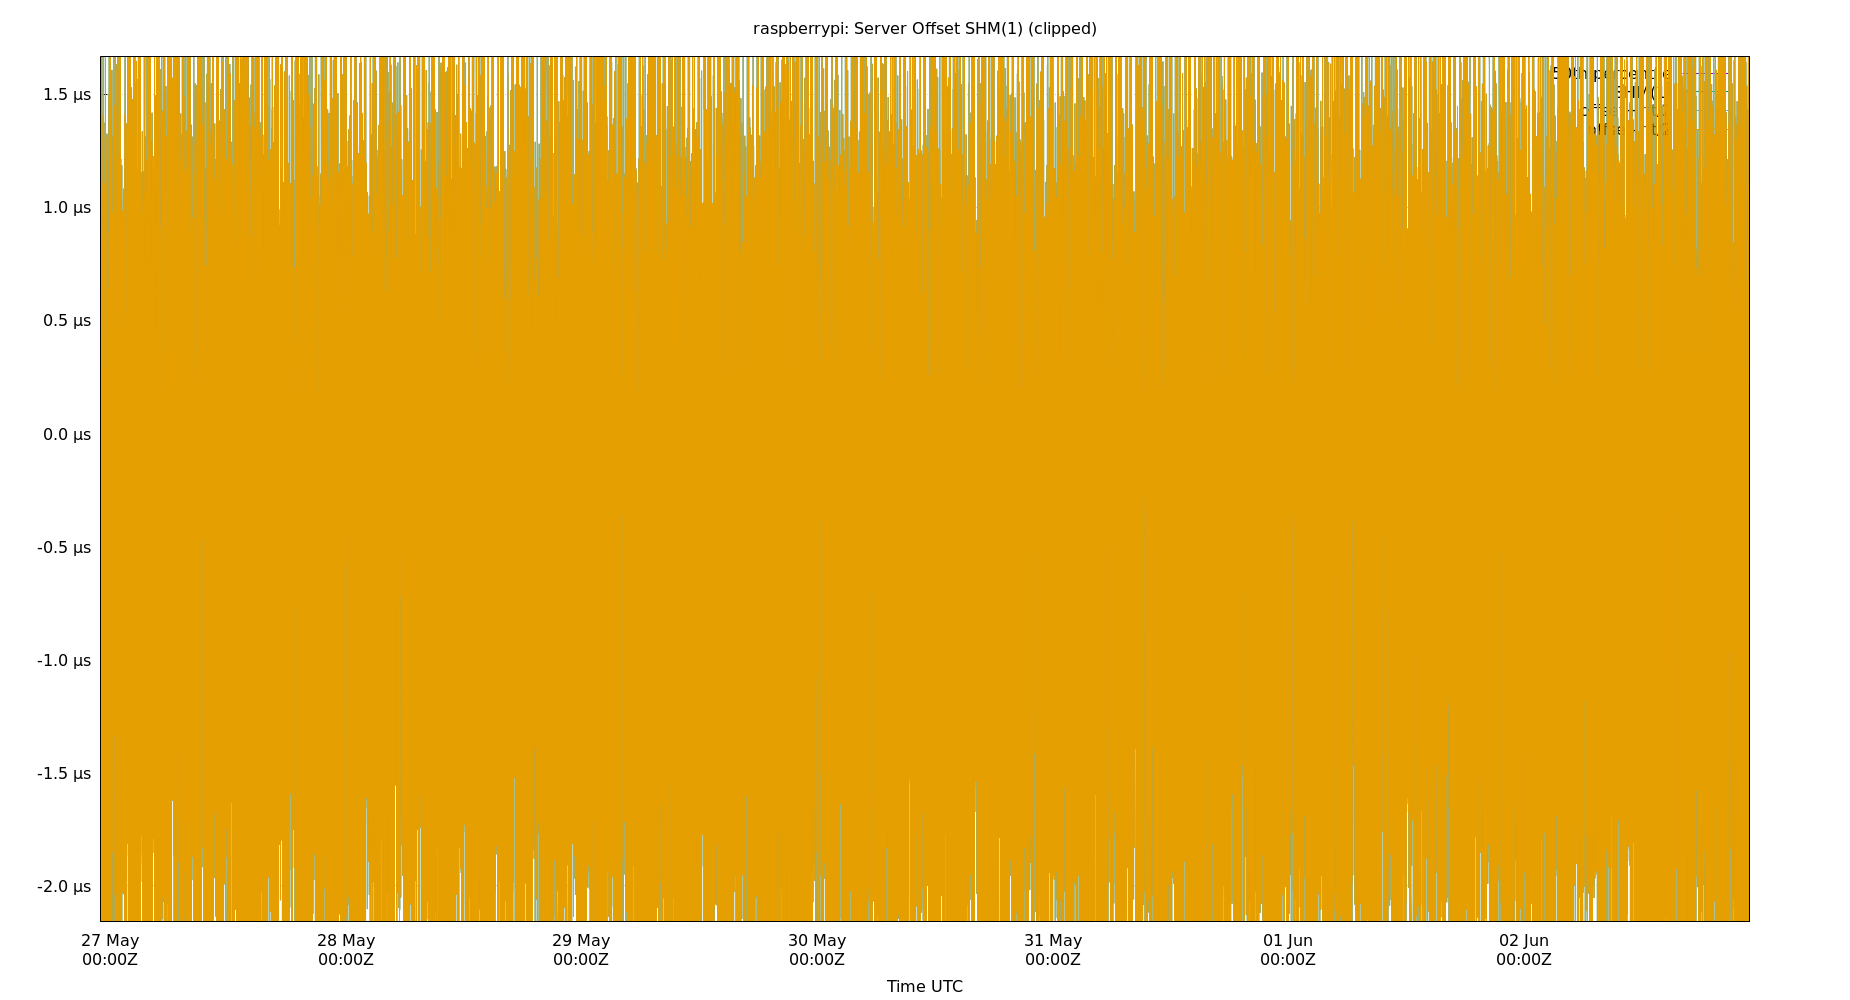 raspberrypi: Server Offset SHM(1) (clipped)
1.5 µs
1.0 µs
0.5 µs
0.0 µs
-0.5 µs
-1.0 µs
-1.5 µs
-2.0 µs
27 May
00:00Z
28 May
00:00Z
29 May
00:00Z
30 May
00:00Z
31 May
00:00Z
01 Jun
00:00Z
02 Jun
00:00Z
Time UTC